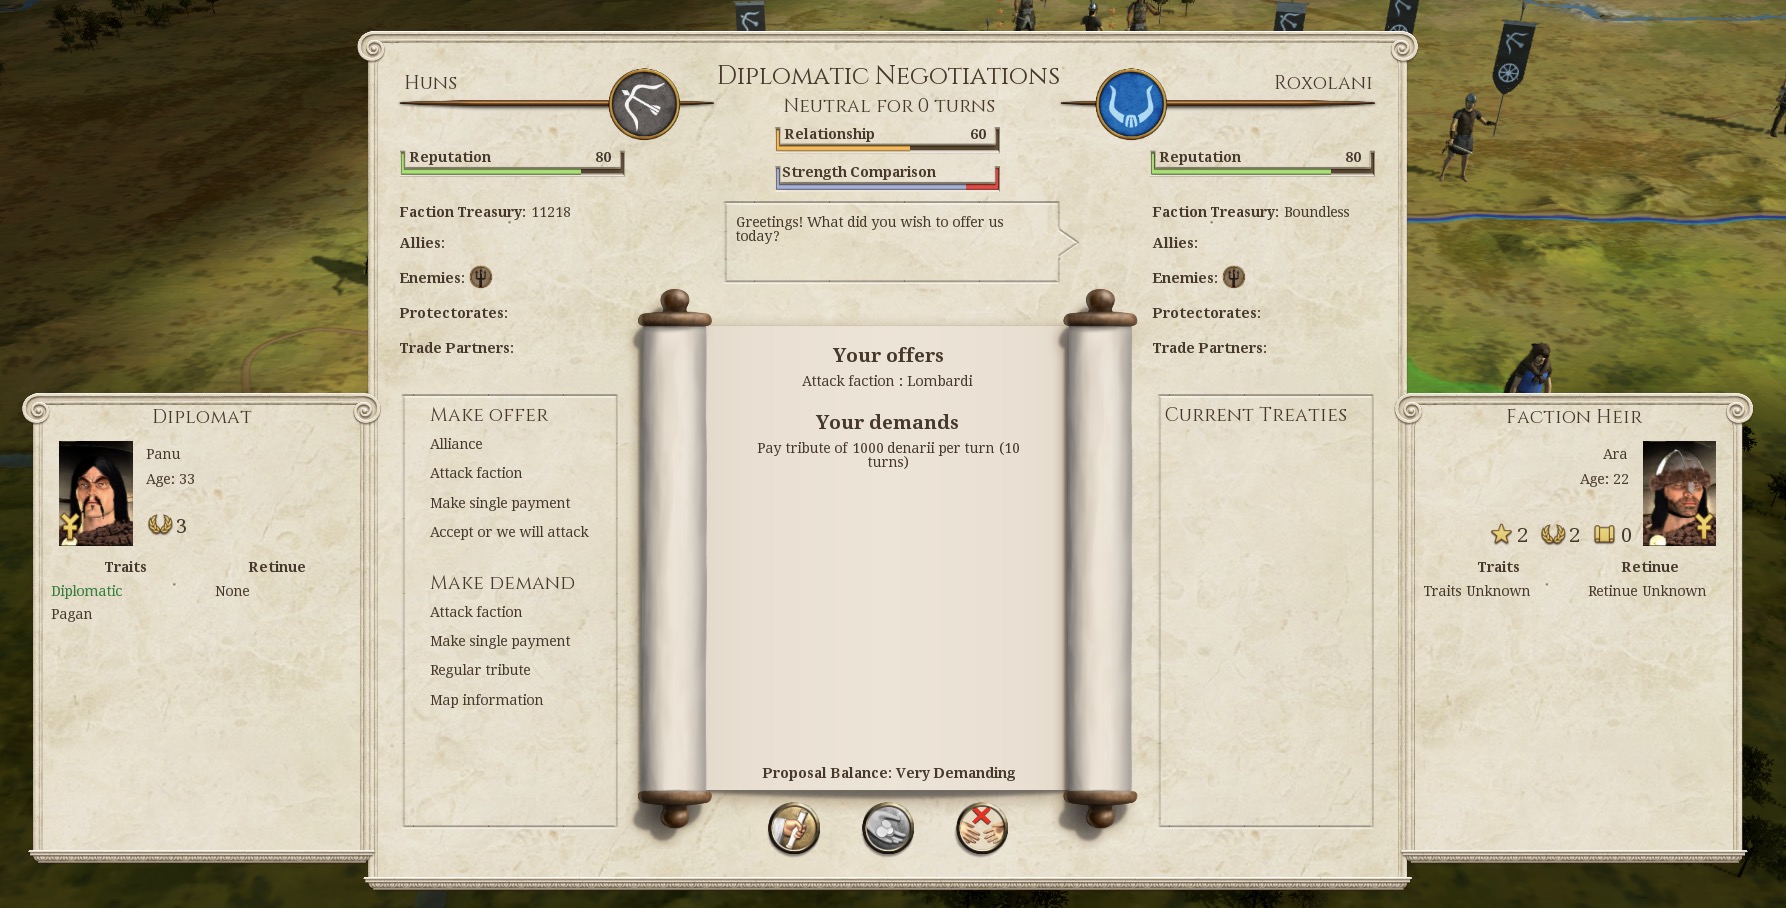 Diplomatic Negotiations
Neutral for 0 turns
Relationship 60
Strength Comparison
Huns
Reputation 80
Faction Treasury: 11218
Allies:
Enemies:
Protectorates:
Trade Partners:
Roxolani
Reputation 80
Faction Treasury: Boundless
Allies:
Enemies:
Protectorates:
Trade Partners:
Greetings! What did you wish to offer us
today?
Diplomat
Panu
Age: 33
3
Traits
Retinue
Diplomatic
None
Pagan
Make offer
Alliance
Attack faction
Make single payment
Accept or we will attack
Make demand
Attack faction
Make single payment
Regular tribute
Map information
Your offers
Attack faction : Lombardi
Your demands
Pay tribute of 1000 denarii per turn (10
turns)
Proposal Balance: Very Demanding
Current Treaties
Faction Heir
Ara
Age: 22
2 2 0
Traits
Retinue
Traits Unknown
Retinue Unknown